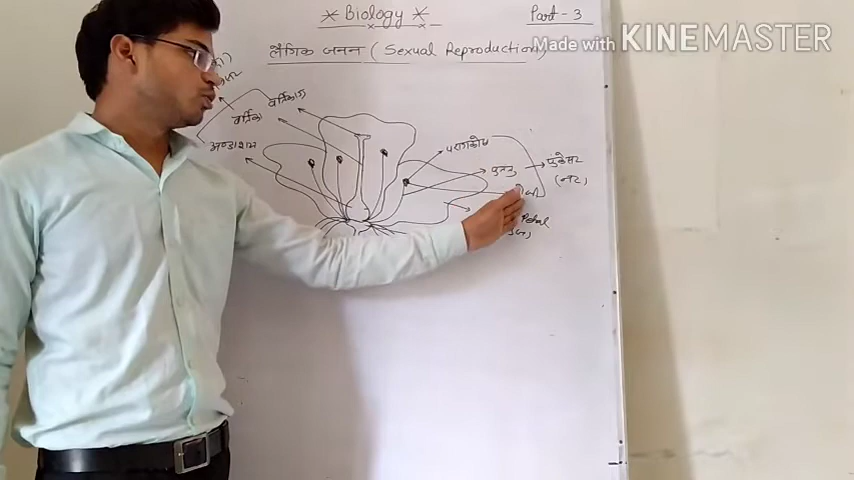 * Biology *
Part - 3
लैंगिक जनन ( Sexual Reproduction )
Made with KINEMASTER
वर्तिकाग्र
वर्तिका
अण्डाशय
परागकोष
पुतन्तु
पुंकेसर
(नर)
Petal